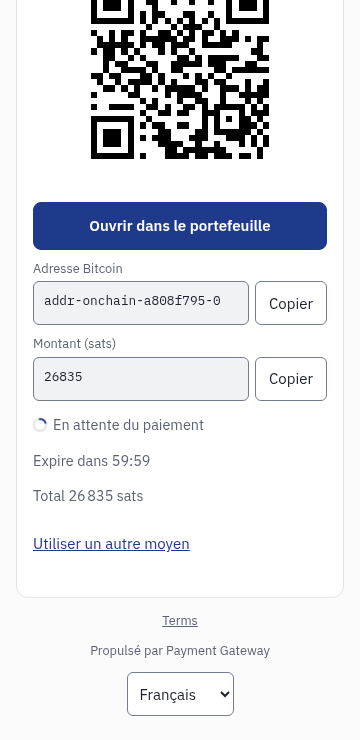 Ouvrir dans le portefeuille
Adresse Bitcoin
addr-onchain-a808f795-0
Copier
Montant (sats)
26835
Copier
En attente du paiement
Expire dans 59:59
Total 26 835 sats
Utiliser un autre moyen
Terms
Propulsé par Payment Gateway
Français